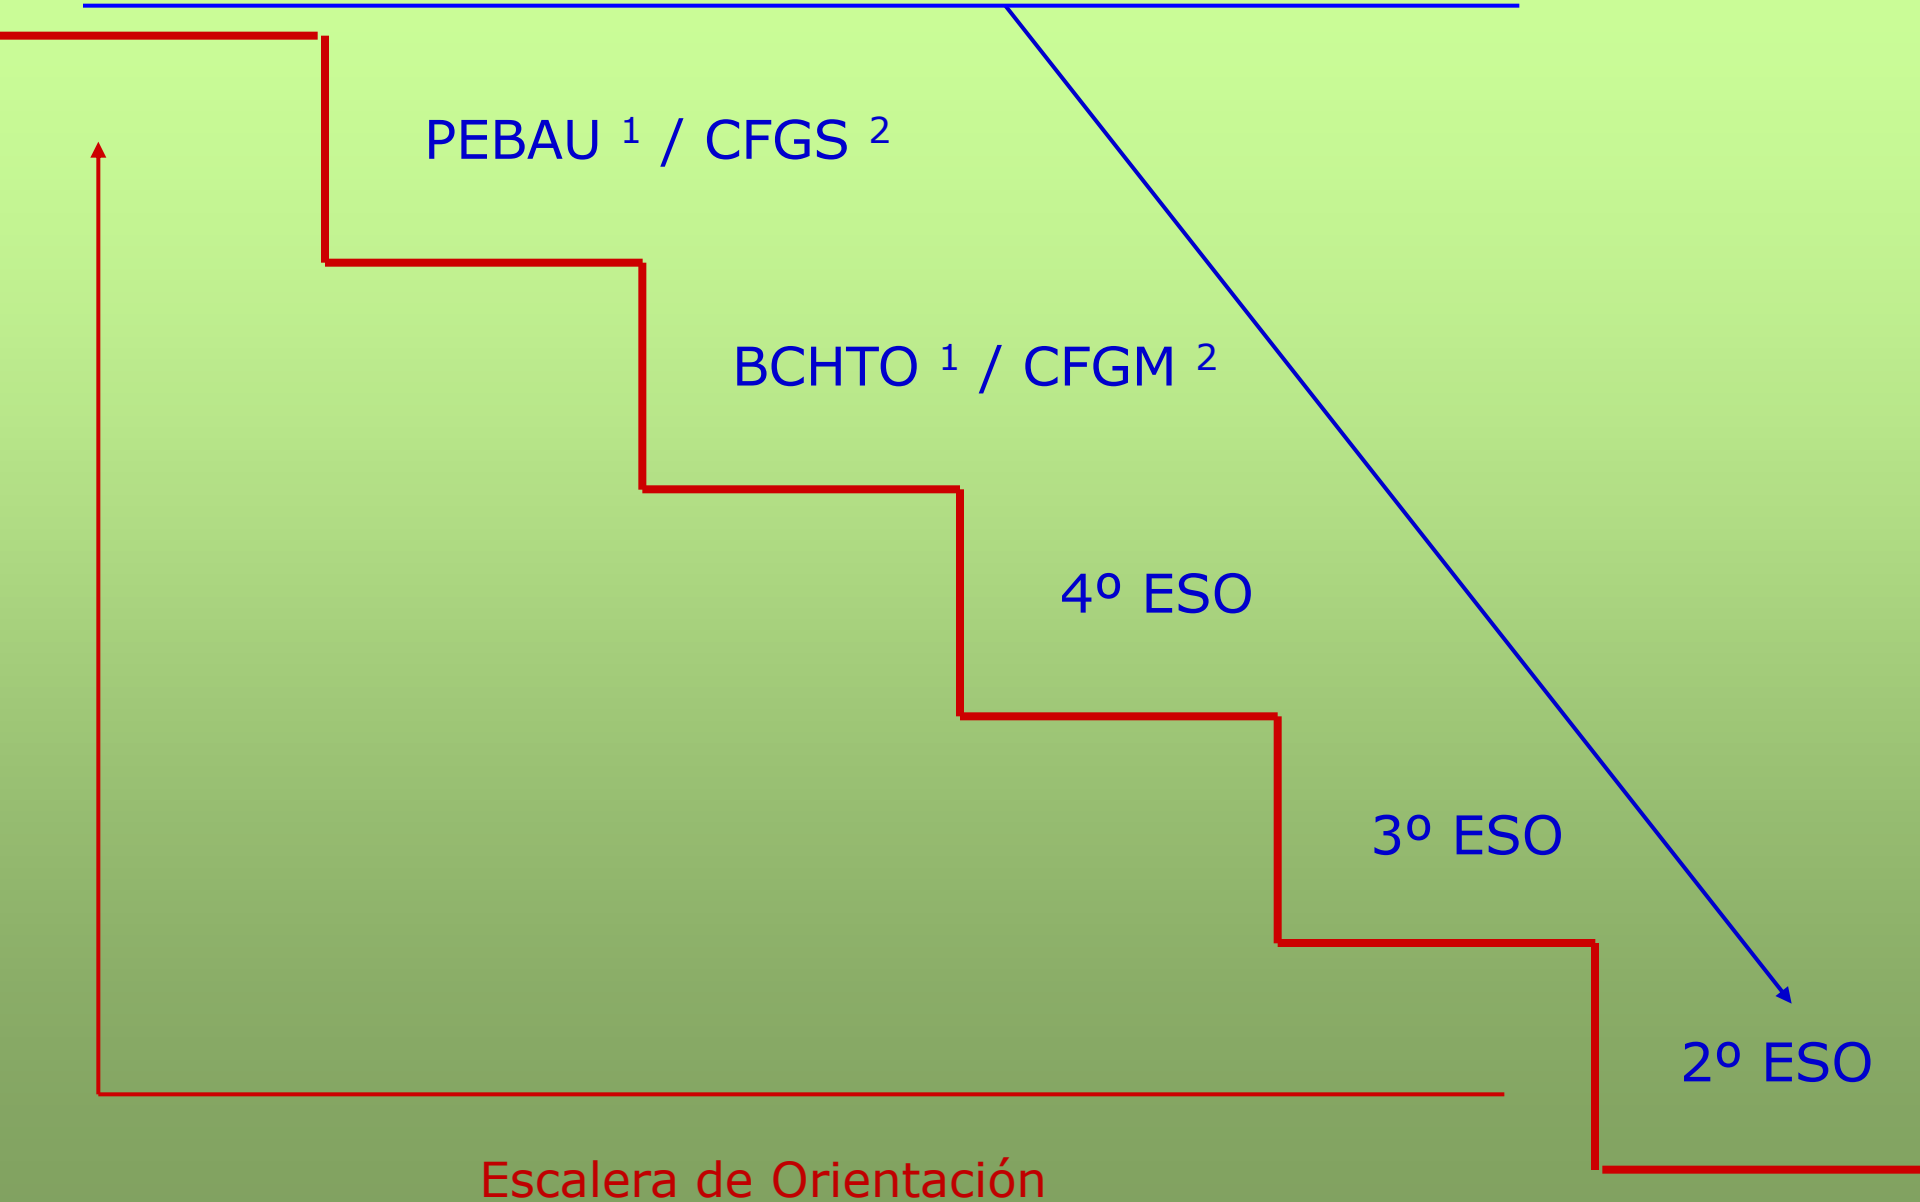 PEBAU ¹ / CFGS ²
BCHTO ¹ / CFGM ²
4º ESO
3º ESO
2º ESO
Escalera de Orientación